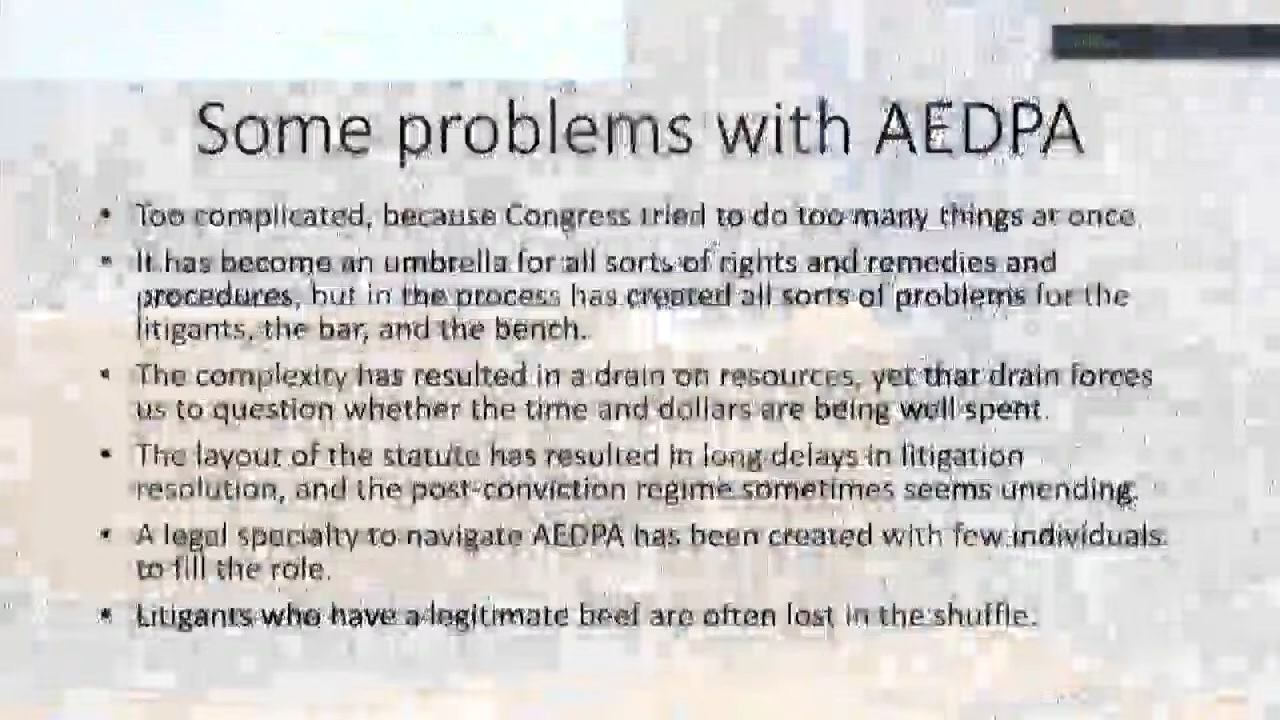 Some problems with AEDPA
• Too complicated, because Congress tried to do too many things at once.
• It has become an umbrella for all sorts of rights and remedies and
procedures, but in the process has created all sorts of problems for the
litigants, the bar, and the bench.
• The complexity has resulted in a drain on resources, yet that drain forces
us to question whether the time and dollars are being well spent.
• The layout of the statute has resulted in long delays in litigation
resolution, and the post-conviction regime sometimes seems unending.
• A legal specialty to navigate AEDPA has been created with few individuals
to fill the role.
• Litigants who have a legitimate beef are often lost in the shuffle.